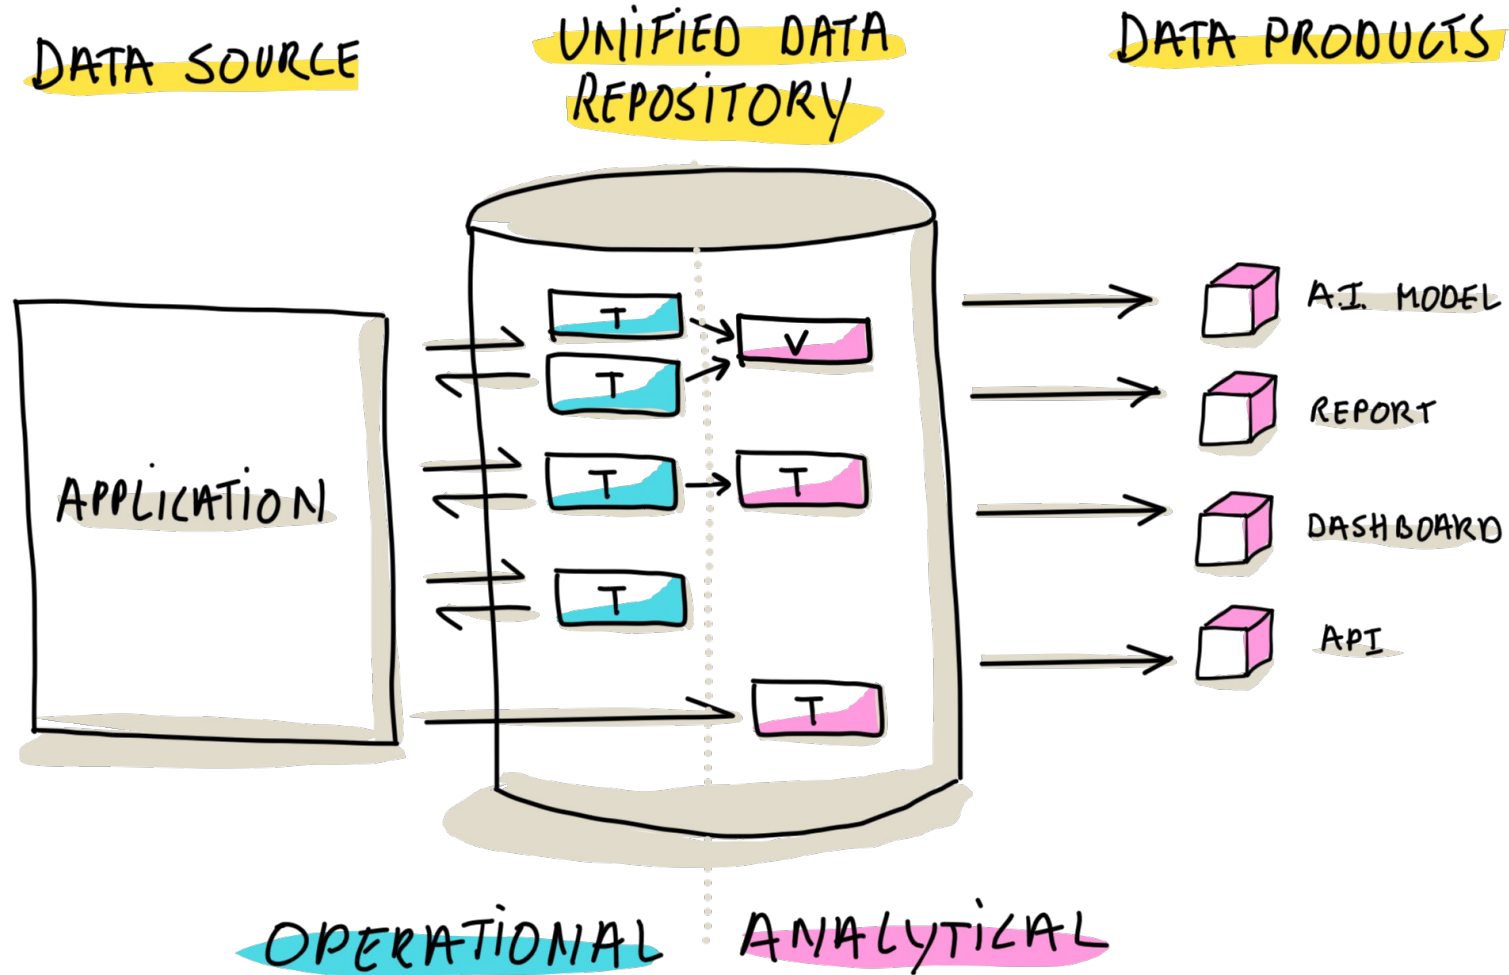 DATA SOURCE
UNIFIED DATA
REPOSITORY
DATA PRODUCTS
T
V
T
T
T
T
T
APPLICATION
A.I. MODEL
REPORT
DASHBOARD
API
OPERATIONAL
ANALYTICAL